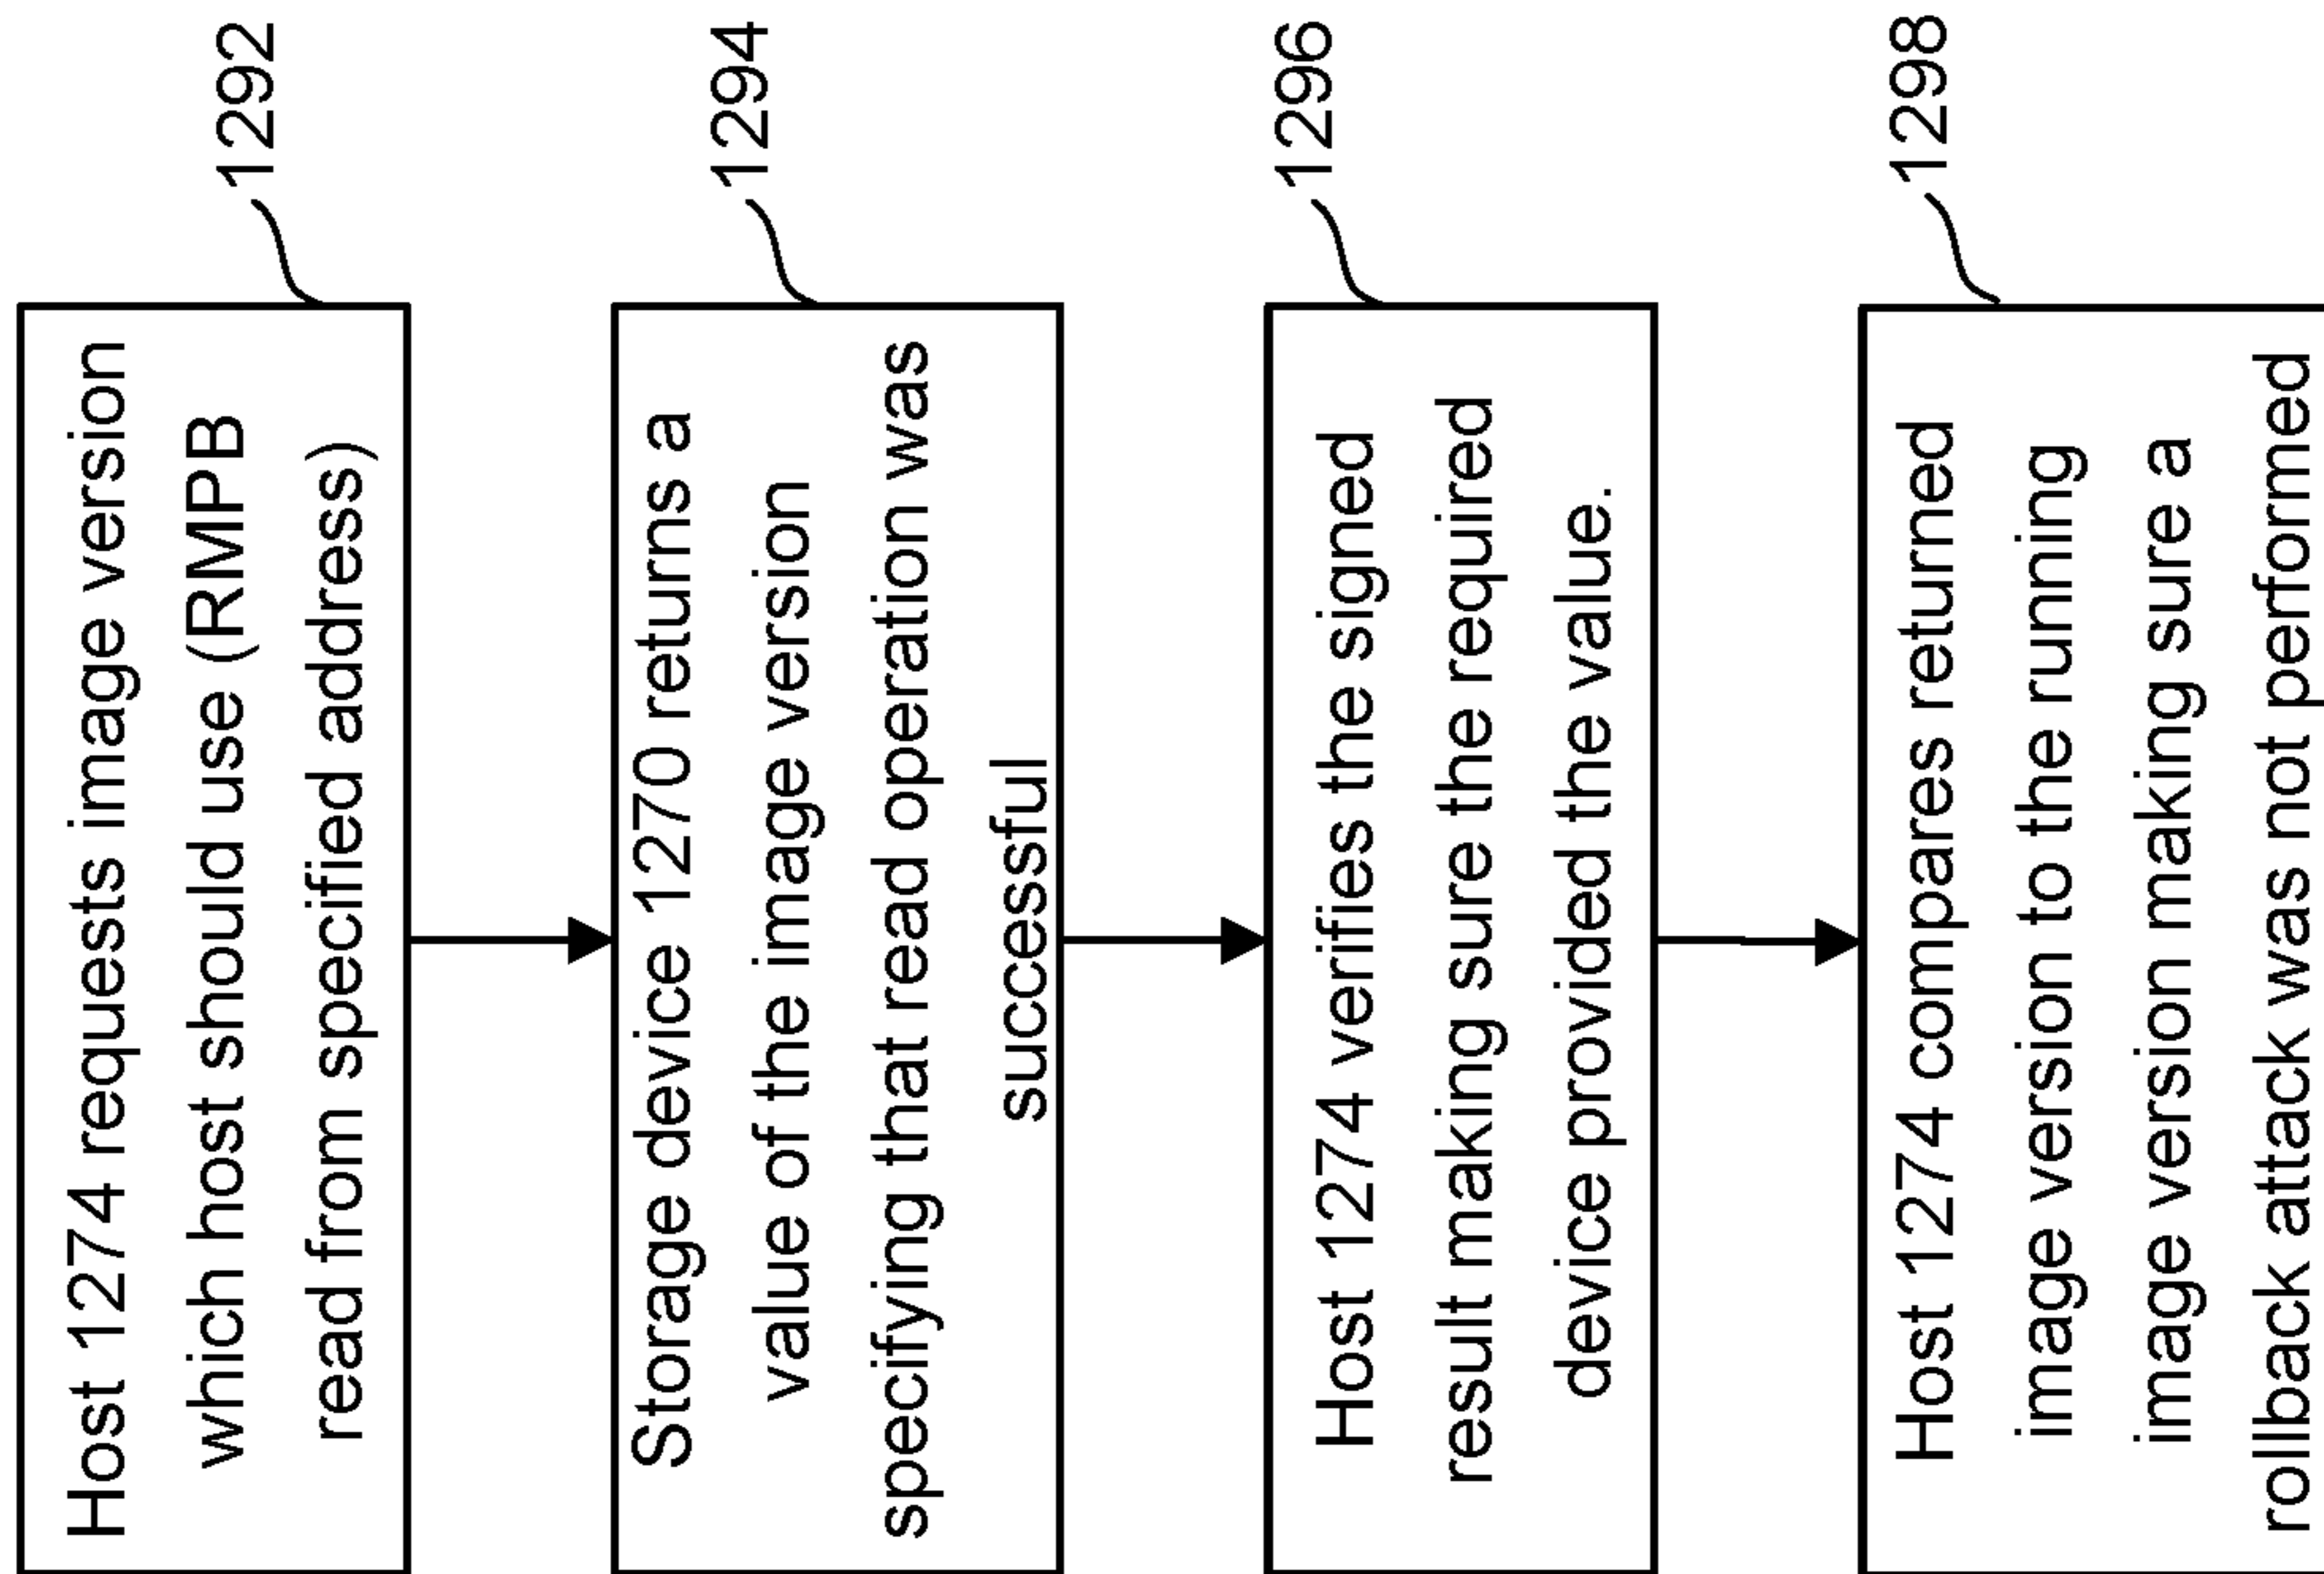 Host 1274 requests image version
which host should use (RMPB
read from specified address)
1292
Storage device 1270 returns a
value of the image version
specifying that read operation was
successful
1294
Host 1274 verifies the signed
result making sure the required
device provided the value.
1296
Host 1274 compares returned
image version to the running
image version making sure a
rollback attack was not performed
1298